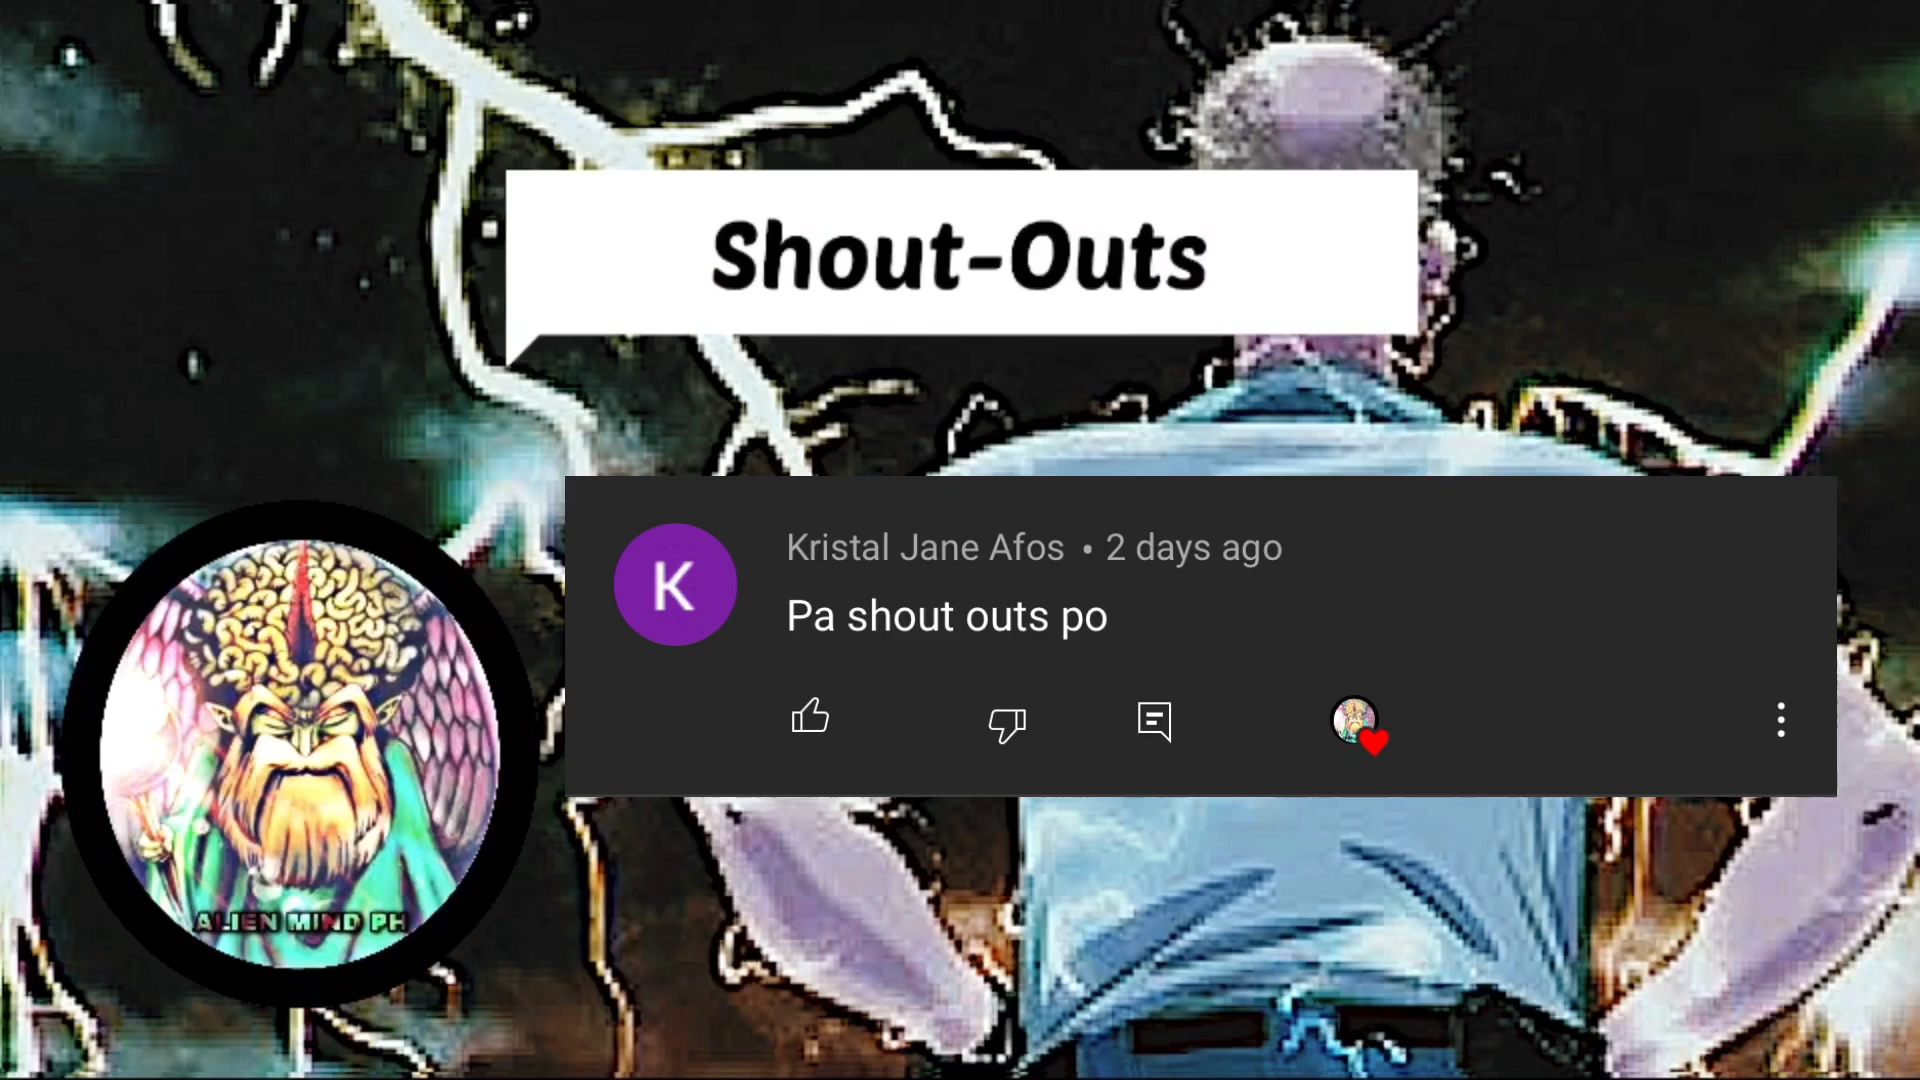 Shout-Outs
Kristal Jane Afos • 2 days ago
K
Pa shout outs po
ALIEN MIND PH